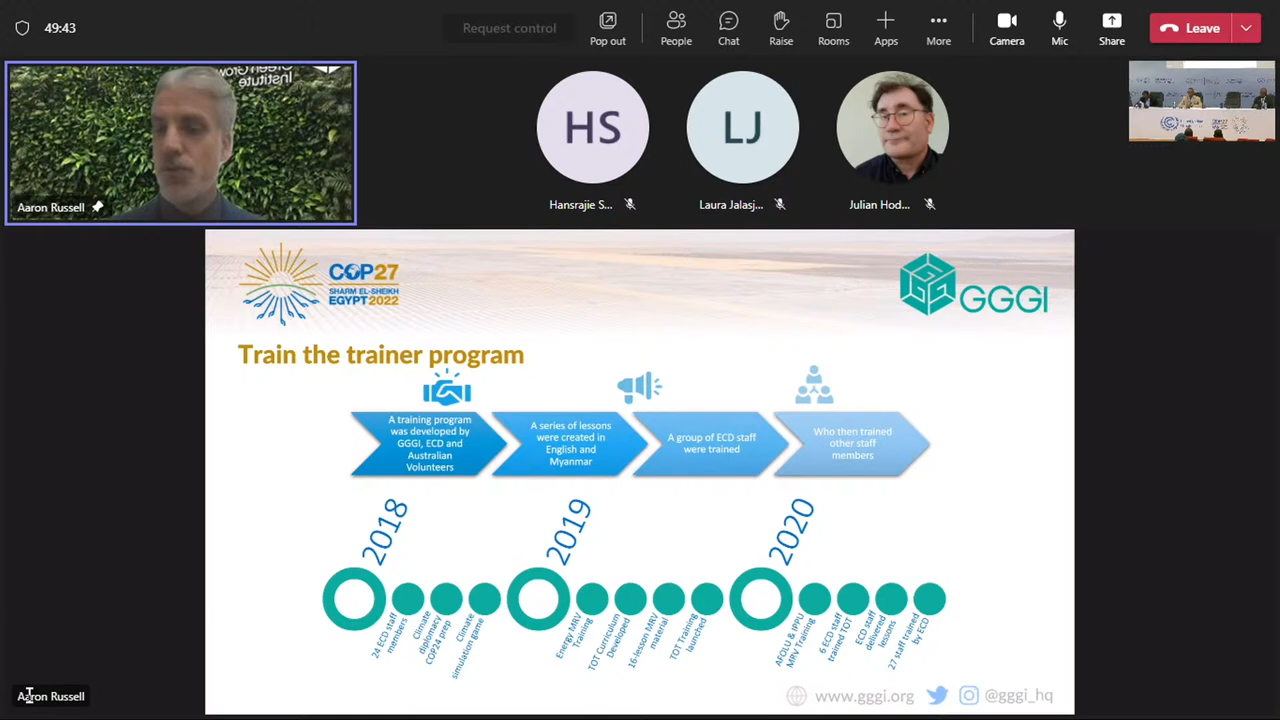 49:43
Request control
Pop out
People
Chat
Raise
Rooms
Apps
More
Camera
Mic
Share
Leave
Institute
Aaron Russell
HS
Hansrajie S...
LJ
Laura Jalasj...
Julian Hod...
COP27
SHARM EL-SHEIKH
EGYPT 2022
GGGI
Train the trainer program
A training program
was developed by
GGGI, ECD and
Australian
Volunteers
A series of lessons
were created in
English and
Myanmar
A group of ECD staff
were trained
Who then trained
other staff
members
2018
24 ECD staff
members
Climate
diplomacy
COP24 prep
Climate
simulation game
2019
Energy MRV
Training
TOT Curriculum
Developed
16-lesson MRV
material
TOT Training
launched
2020
AFOLU & IPPU
MRV Training
6 ECD staff
trained TOT
ECD staff
delivered
lessons
27 staff trained
by ECD
www.gggi.org
@gggi_hq
Aaron Russell